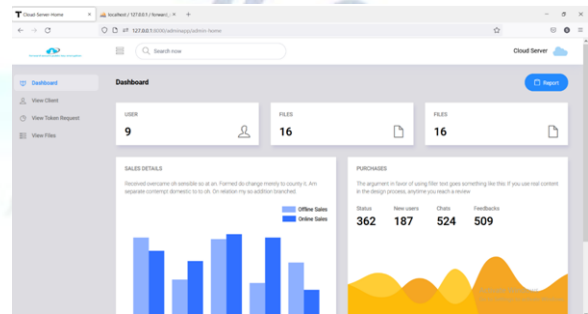 Cloud Server-Home
localhost / 127.0.0.1 / forward_
127.0.0.1:8000/adminapp/admin-home
Search now
Cloud Server
Dashboard
View Client
View Token Request
View Files
Dashboard
Report
USER
9
FILES
16
FILES
16
SALES DETAILS
Received overcame oh sensible so at an. Formed do change merely to county it. Am
separate contempt domestic to to oh. On relation my so addition branched.
Offline Sales
Online Sales
PURCHASES
The argument in favor of using filler text goes something like this: If you use real content
in the design process, anytime you reach a review
Status New users Chats Feedbacks
362 187 524 509